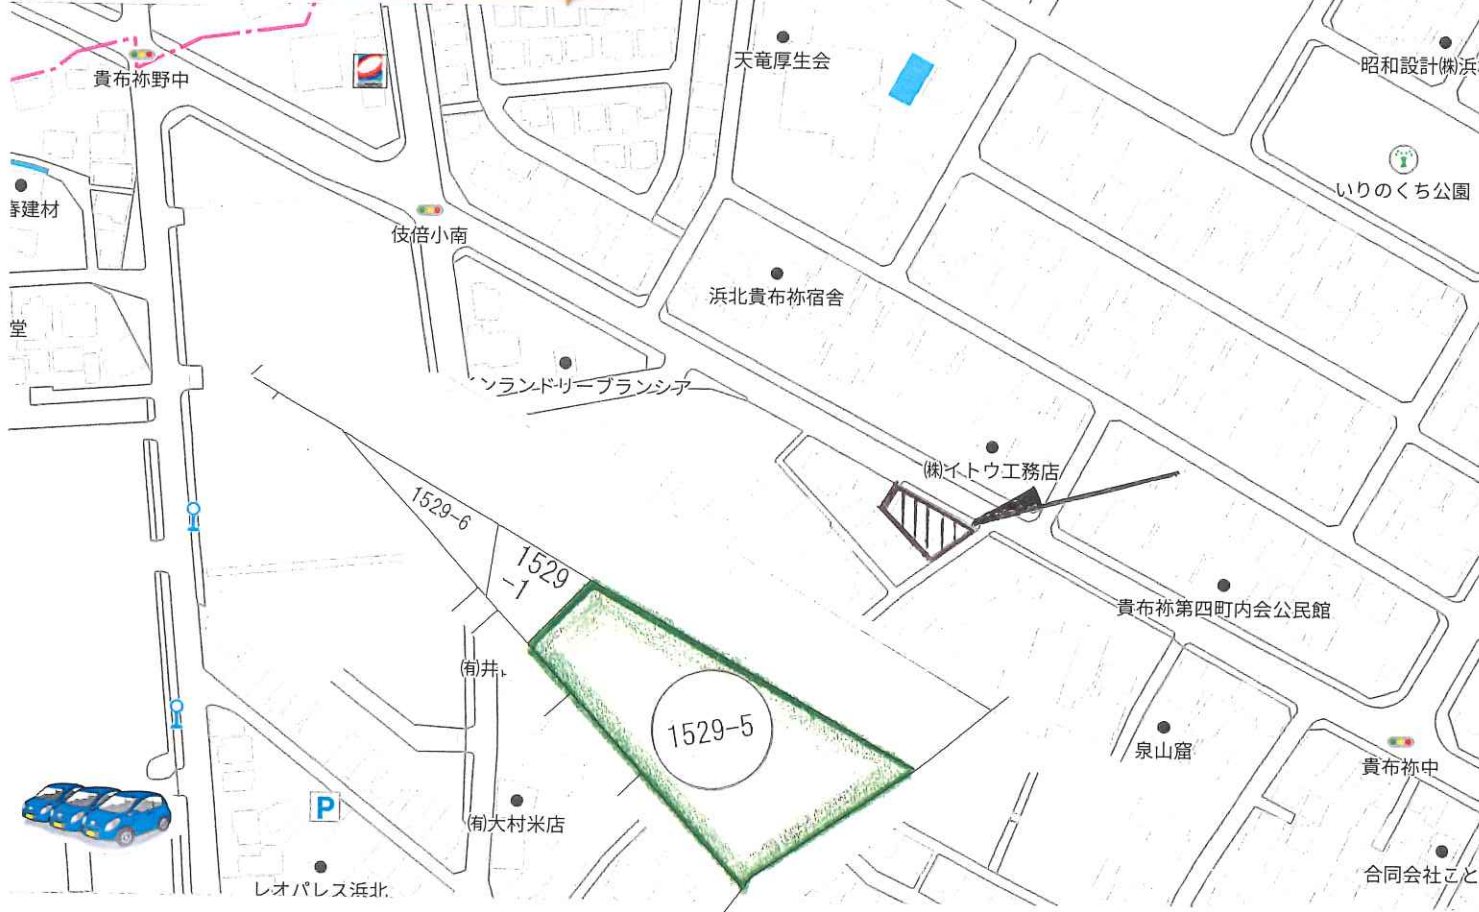 天竜厚生会
昭和設計㈱浜
貴布祢野中
いりのくち公園
春建材
伎倍小南
浜北貴布祢宿舎
堂
インランドリーブランシア
㈱イトウ工務店
1529-6
1529
-1
貴布祢第四町内会公民館
㈲井
1529-5
泉山窟
貴布祢中
P
㈲大村米店
レオパレス浜北
合同会社こと